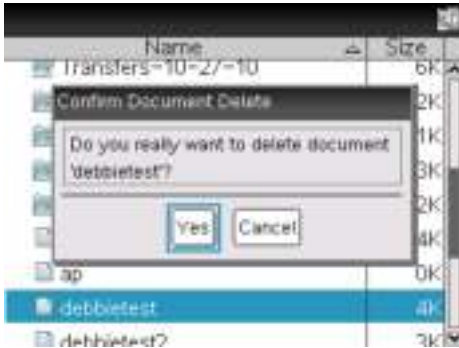 Name Size
Transfers-10-27-10 6K
Confirm Document Delete 2K
1K
Do you really want to delete document
'debbietest'? 3K
2K
Yes Cancel 4K
ap 0K
debbietest 4K
debbietest2 3K